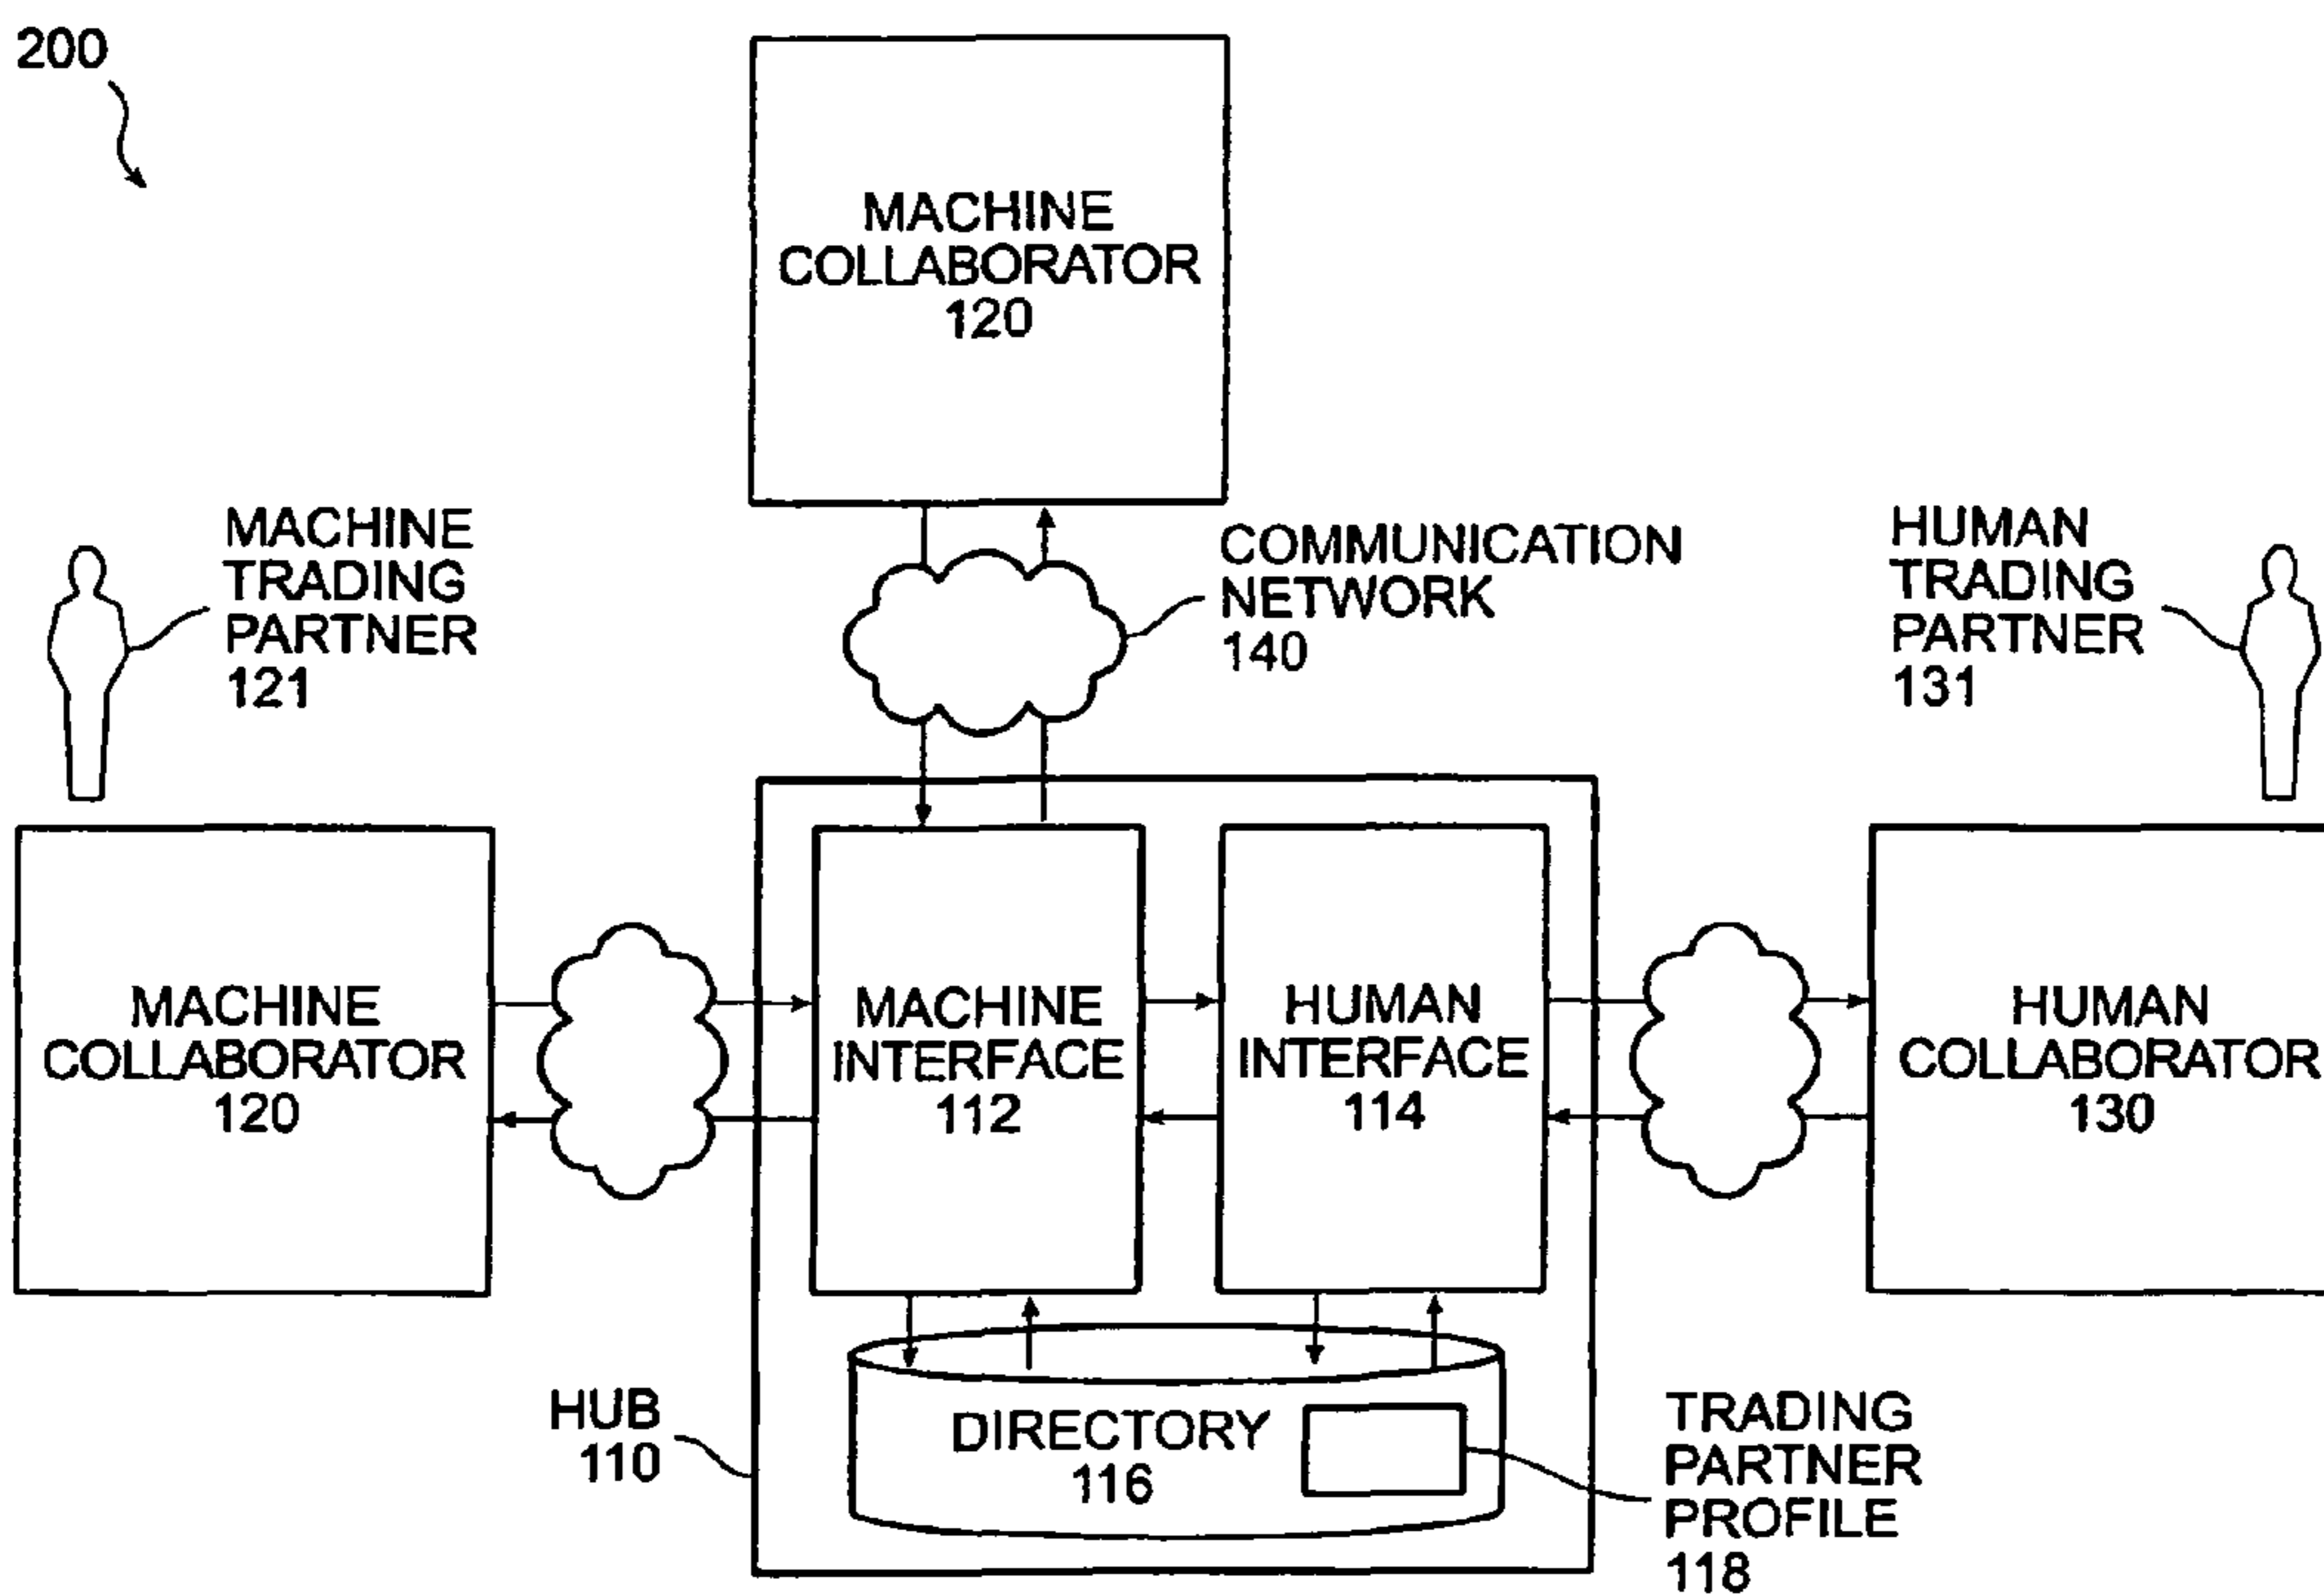 200
MACHINE
COLLABORATOR
120
MACHINE
TRADING
PARTNER
121
COMMUNICATION
NETWORK
140
HUMAN
TRADING
PARTNER
131
MACHINE
COLLABORATOR
120
MACHINE
INTERFACE
112
HUMAN
INTERFACE
114
HUMAN
COLLABORATOR
130
HUB
110
DIRECTORY
116
TRADING
PARTNER
PROFILE
118